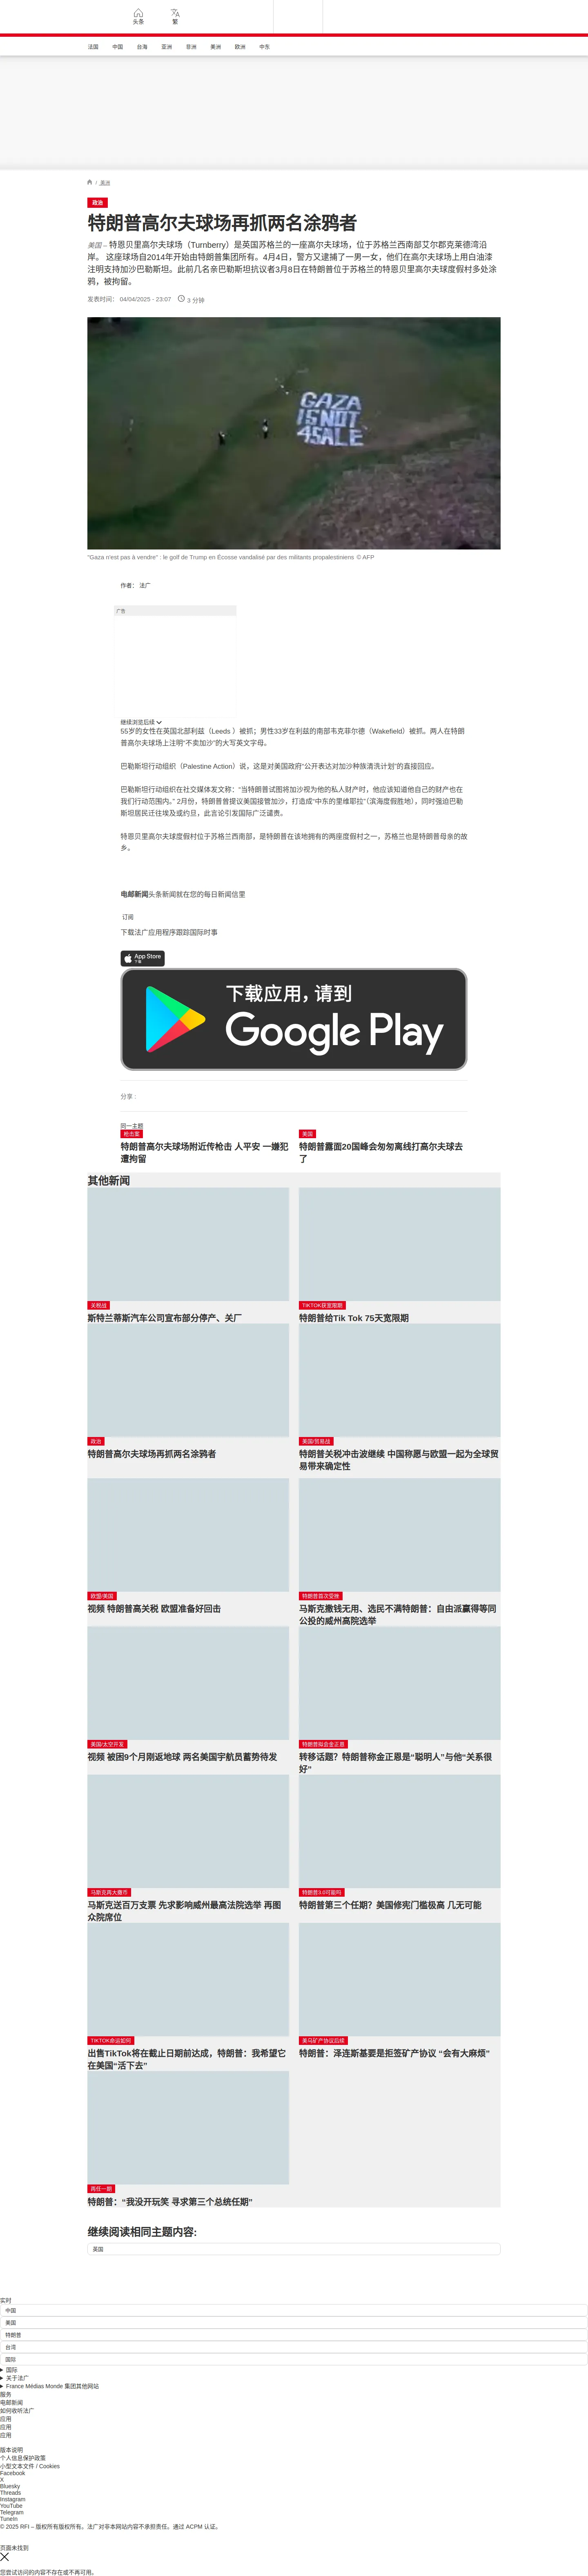 头条
繁
法国
中国
台海
亚洲
非洲
美洲
欧洲
中东
/ 美洲
政治
特朗普高尔夫球场再抓两名涂鸦者
美国 – 特恩贝里高尔夫球场（Turnberry）是英国苏格兰的一座高尔夫球场，位于苏格兰西南部艾尔郡克莱德湾沿
岸。 这座球场自2014年开始由特朗普集团所有。4月4日，警方又逮捕了一男一女，他们在高尔夫球场上用白油漆
注明支持加沙巴勒斯坦。此前几名亲巴勒斯坦抗议者3月8日在特朗普位于苏格兰的特恩贝里高尔夫球度假村多处涂
鸦，被拘留。
发表时间： 04/04/2025 - 23:07
3 分钟
GAZA
IS NOT
4 SALE
"Gaza n'est pas à vendre" : le golf de Trump en Écosse vandalisé par des militants propalestiniens © AFP
作者： 法广
广告
继续浏览后续
55岁的女性在英国北部利兹（Leeds ）被抓；男性33岁在利兹的南部韦克菲尔德（Wakefield）被抓。两人在特朗
普高尔夫球场上注明“不卖加沙”的大写英文字母。
巴勒斯坦行动组织（Palestine Action）说，这是对美国政府“公开表达对加沙种族清洗计划”的直接回应。
巴勒斯坦行动组织在社交媒体发文称：“当特朗普试图将加沙视为他的私人财产时，他应该知道他自己的财产也在
我们行动范围内。” 2月份，特朗普曾提议美国接管加沙，打造成“中东的里维耶拉”（滨海度假胜地），同时强迫巴勒
斯坦居民迁往埃及或约旦，此言论引发国际广泛谴责。
特恩贝里高尔夫球度假村位于苏格兰西南部，是特朗普在该地拥有的两座度假村之一，苏格兰也是特朗普母亲的故
乡。
电邮新闻头条新闻就在您的每日新闻信里
订阅
下载法广应用程序跟踪国际时事
App Store
下载
下载应用，请到
Google Play
分享 :
同一主题
枪击案
特朗普高尔夫球场附近传枪击 人平安 一嫌犯
遭拘留
美国
特朗普露面20国峰会匆匆离线打高尔夫球去
了
其他新闻
关税战
斯特兰蒂斯汽车公司宣布部分停产、关厂
TIKTOK获宽限期
特朗普给Tik Tok 75天宽限期
政治
特朗普高尔夫球场再抓两名涂鸦者
美国/贸易战
特朗普关税冲击波继续 中国称愿与欧盟一起为全球贸
易带来确定性
欧盟/美国
视频 特朗普高关税 欧盟准备好回击
特朗普首次受挫
马斯克撒钱无用、选民不满特朗普：自由派赢得等同
公投的威州高院选举
美国/太空开发
视频 被困9个月刚返地球 两名美国宇航员蓄势待发
特朗普拟会金正恩
转移话题？特朗普称金正恩是“聪明人”与他“关系很
好”
马斯克再大撒币
马斯克送百万支票 先求影响威州最高法院选举 再图
众院席位
特朗普3.0可能吗
特朗普第三个任期？美国修宪门槛极高 几无可能
TIKTOK命运如何
出售TikTok将在截止日期前达成，特朗普：我希望它
在美国“活下去”
美乌矿产协议后续
特朗普：泽连斯基要是拒签矿产协议 “会有大麻烦”
再任一朝
特朗普：“我没开玩笑 寻求第三个总统任期”
继续阅读相同主题内容:
英国
实时
中国
美国
特朗普
台湾
国际
国际
关于法广
France Médias Monde 集团其他网站
服务
电邮新闻
如何收听法广
应用
应用
应用
版本说明
个人信息保护政策
小型文本文件 / Cookies
Facebook
X
Bluesky
Threads
Instagram
YouTube
Telegram
TuneIn
© 2025 RFI – 版权所有版权所有。法广对非本网站内容不承担责任。通过 ACPM 认证。
页面未找到
您尝试访问的内容不存在或不再可用。